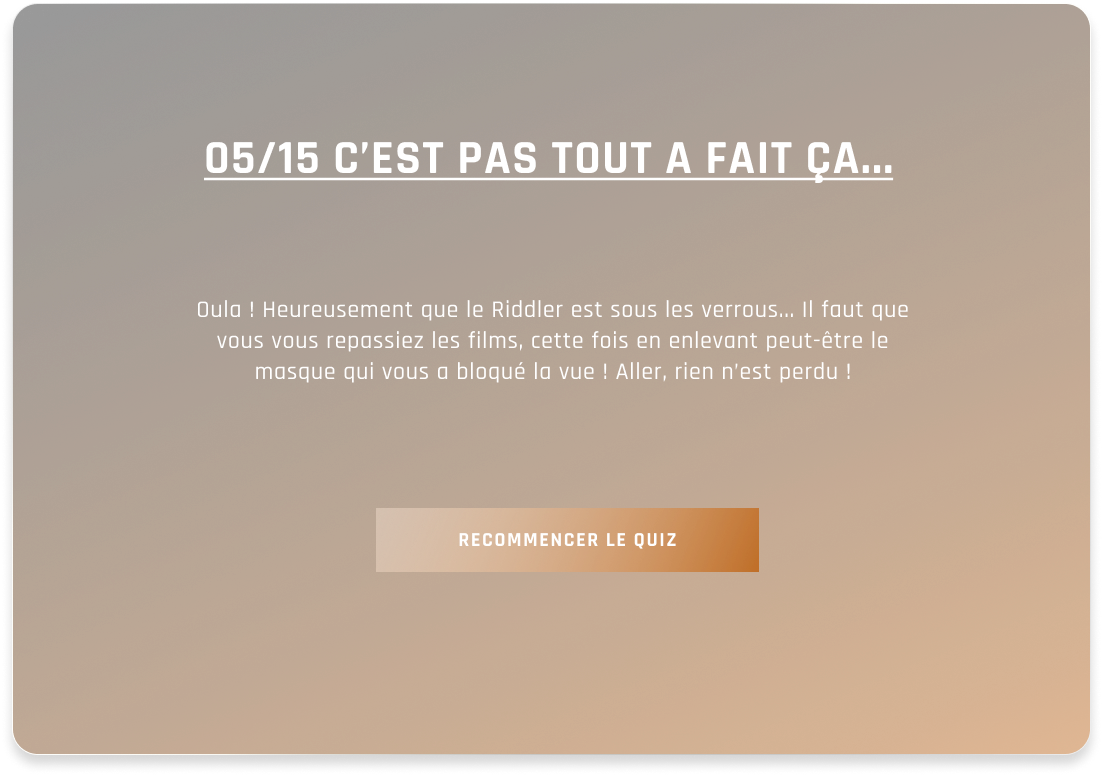 05/15 C’EST PAS TOUT A FAIT ÇA...
Oula ! Heureusement que le Riddler est sous les verrous... Il faut que
vous vous repassiez les films, cette fois en enlevant peut-être le
masque qui vous a bloqué la vue ! Aller, rien n’est perdu !
RECOMMENCER LE QUIZ